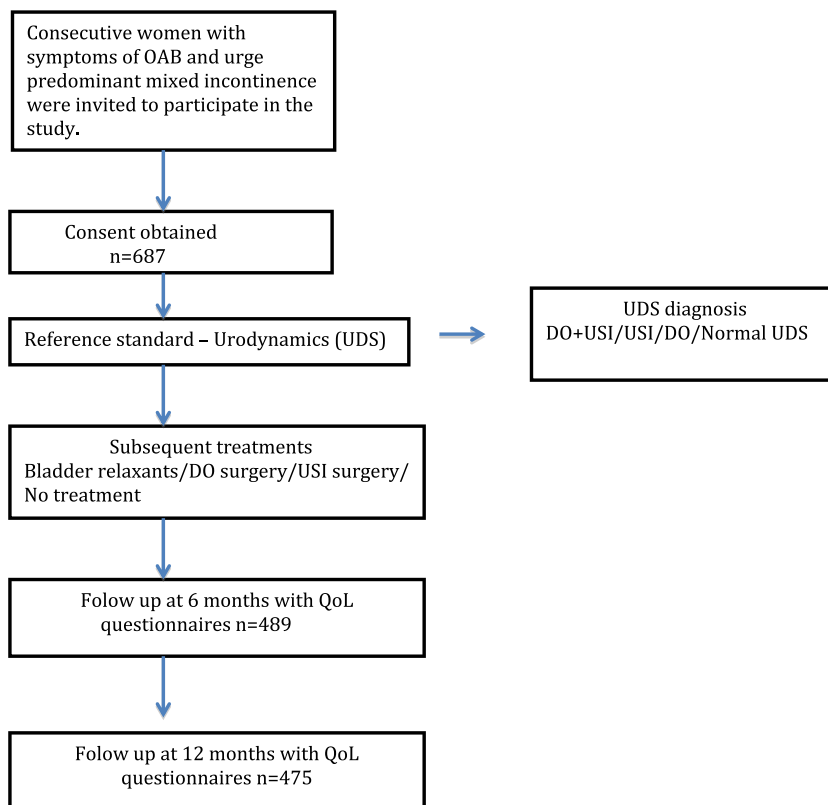 Consecutive women with
symptoms of OAB and urge
predominant mixed incontinence
were invited to participate in the
study.
Consent obtained
n=687
Reference standard – Urodynamics (UDS)
UDS diagnosis
DO+USI/USI/DO/Normal UDS
Subsequent treatments
Bladder relaxants/DO surgery/USI surgery/
No treatment
Folow up at 6 months with QoL
questionnaires n=489
Folow up at 12 months with QoL
questionnaires n=475